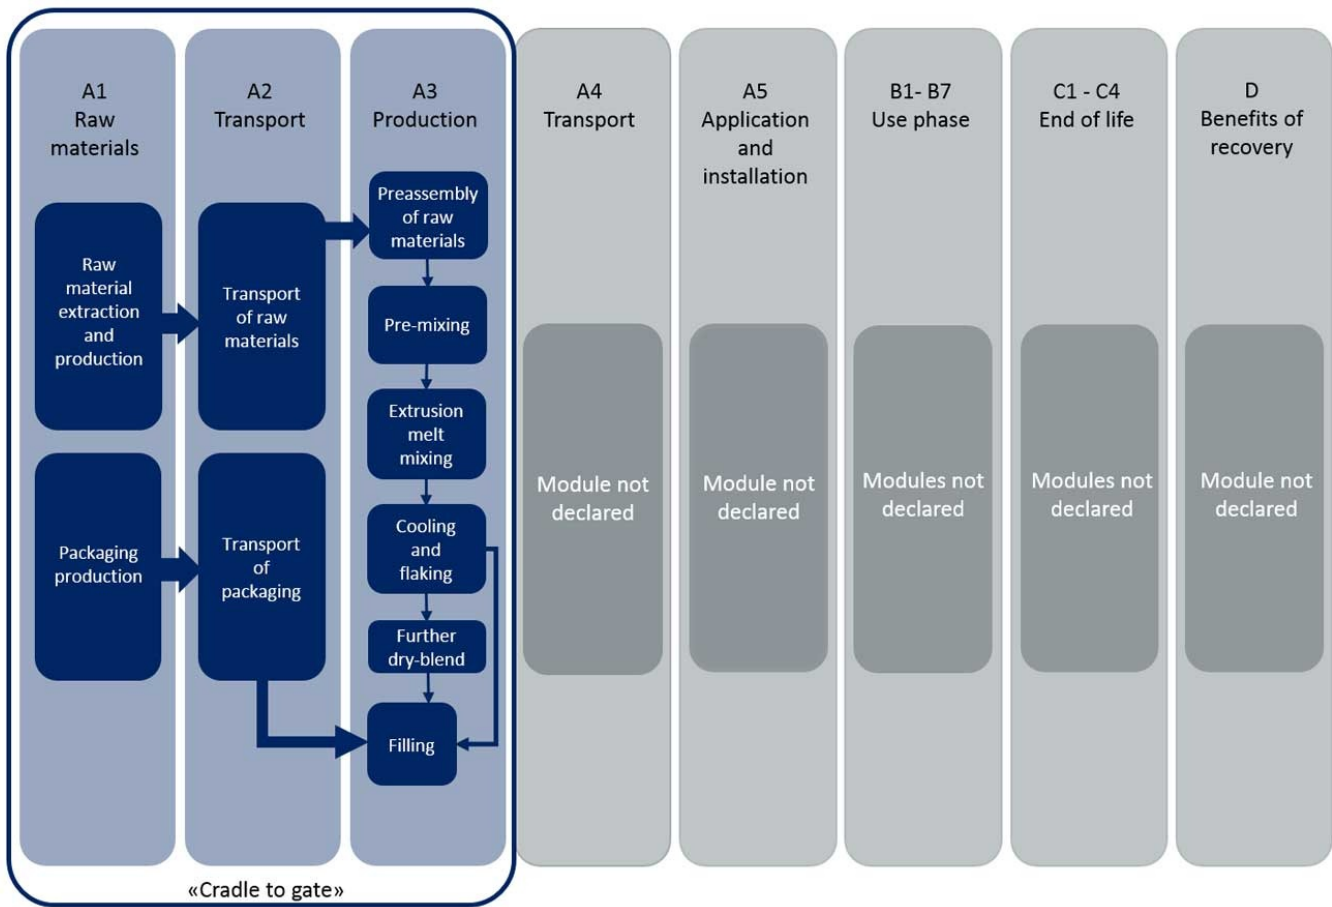 A1
Raw
materials
A2
Transport
A3
Production
A4
Transport
A5
Application
and
installation
B1- B7
Use phase
C1 - C4
End of life
D
Benefits of
recovery
Raw
material
extraction
and
production
Transport
of raw
materials
Preassembly
of raw
materials
Pre-mixing
Extrusion
melt
mixing
Packaging
production
Transport
of
packaging
Cooling
and
flaking
Further
dry-blend
Filling
Module not
declared
Module not
declared
Modules not
declared
Modules not
declared
Module not
declared
«Cradle to gate»